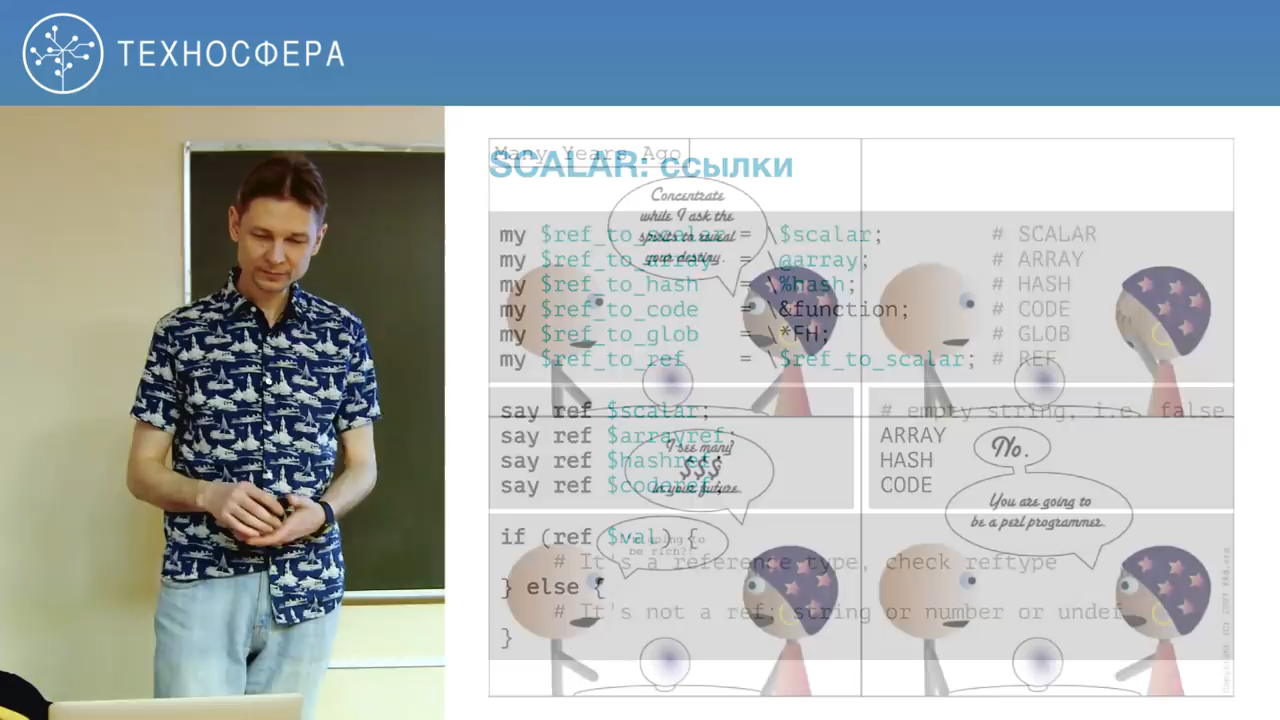 ТЕХНОСФЕРА
Many Years Ago
SCALAR: ссылки
Concentrate
while I ask the
spirits to reveal
your destiny.
my $ref_to_scalar = \$scalar; # SCALAR
my $ref_to_array = \@array; # ARRAY
my $ref_to_hash = \%hash; # HASH
my $ref_to_code = \&function; # CODE
my $ref_to_glob = \*FH; # GLOB
my $ref_to_ref = \$ref_to_scalar; # REF
say ref $scalar; # empty string, i.e. false
say ref $arrayref; ARRAY
say ref $hashref; HASH
say ref $coderef; CODE
I see many
$$$
in your future.
No.
You are going to
be a perl programmer.
I'm going to
be rich??
if (ref $val) {
# It's a reference type, check reftype
} else {
# It's not a ref: string or number or undef
}